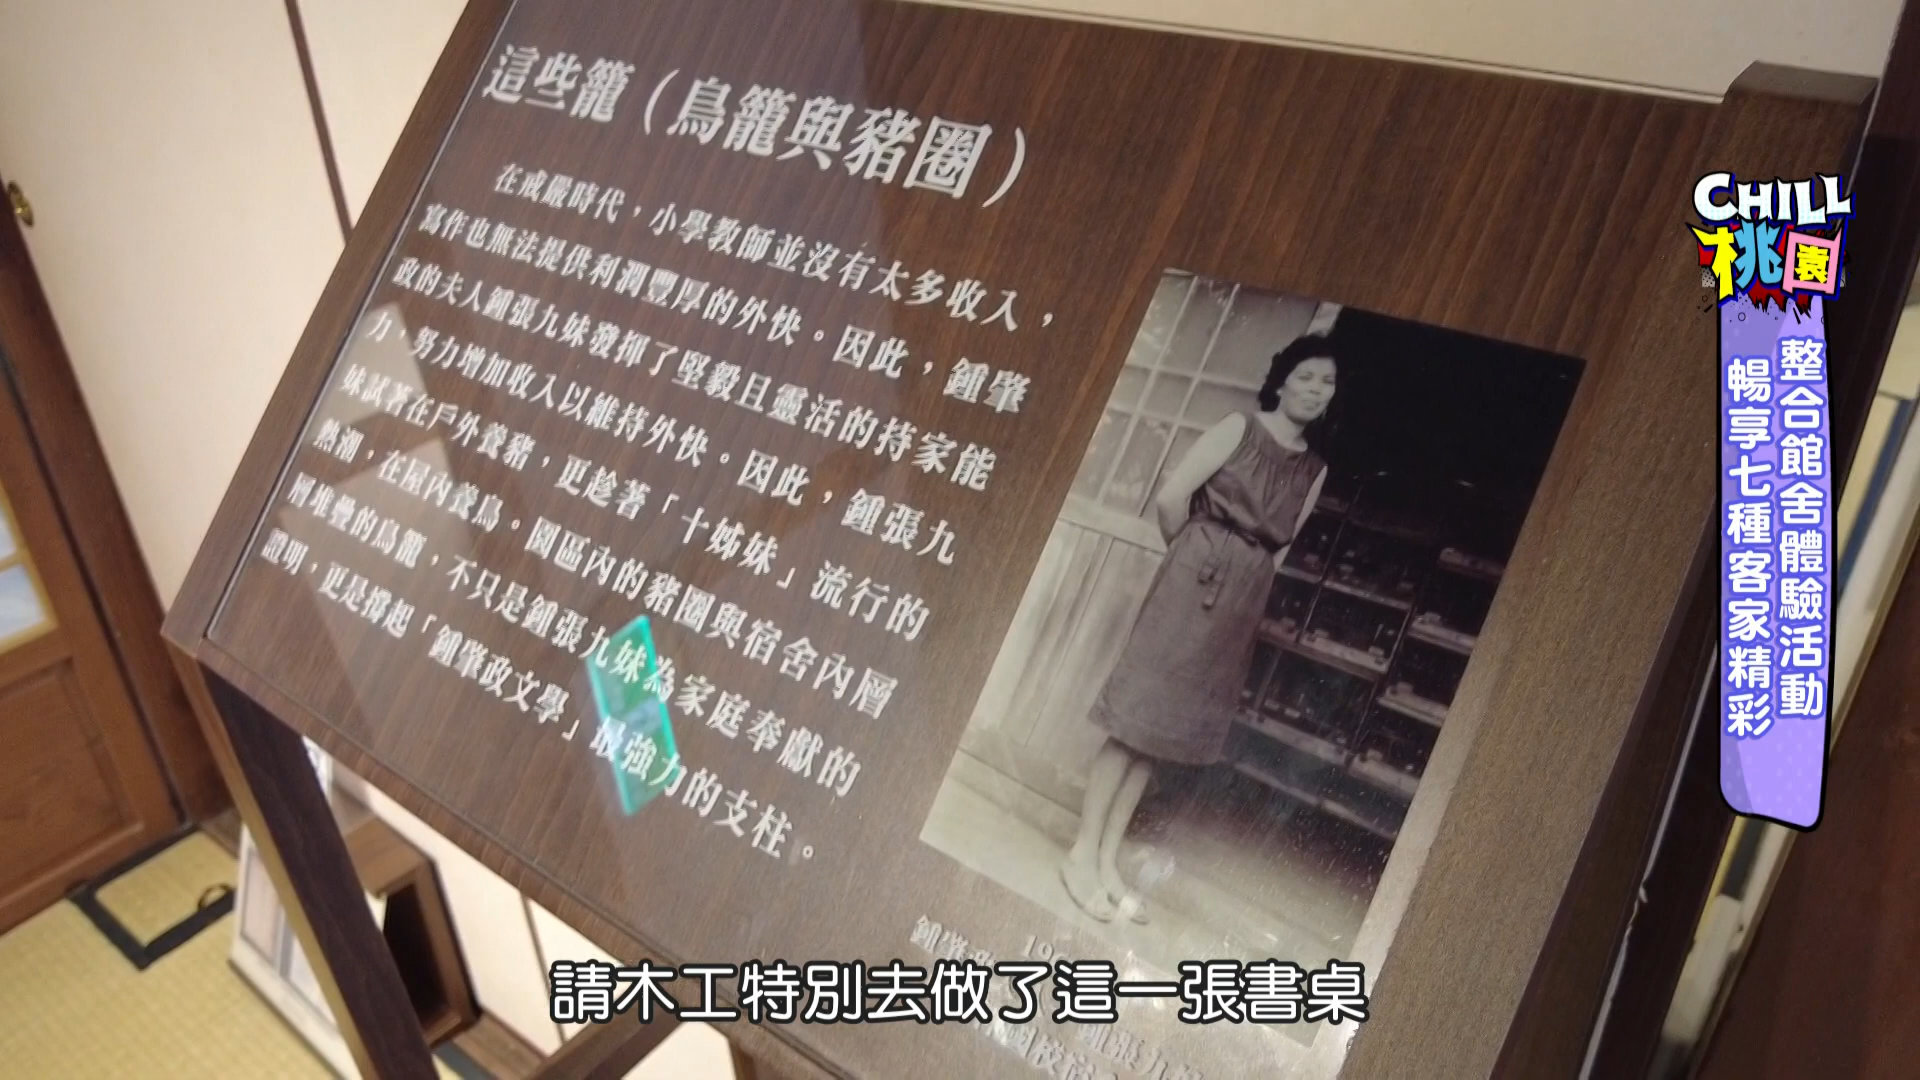 這些籠（鳥籠與豬圈）
在戒嚴時代，小學教師並沒有太多收入，
寫作也無法提供利潤豐厚的外快。因此，鍾肇
政的夫人鍾張九妹發揮了堅毅且靈活的持家能
力，努力增加收入以維持外快。因此，鍾張九
妹試著在戶外養豬，更趁著「十姊妹」流行的
熱潮，在屋內養鳥。園區內的豬圈與宿舍內層
層堆疊的鳥籠，不只是鍾張九妹為家庭奉獻的
證明，更是撐起「鍾肇政文學」最強力的支柱。
CHILL
桃園
整合館舍體驗活動
暢享七種客家精彩
請木工特別去做了這一張書桌